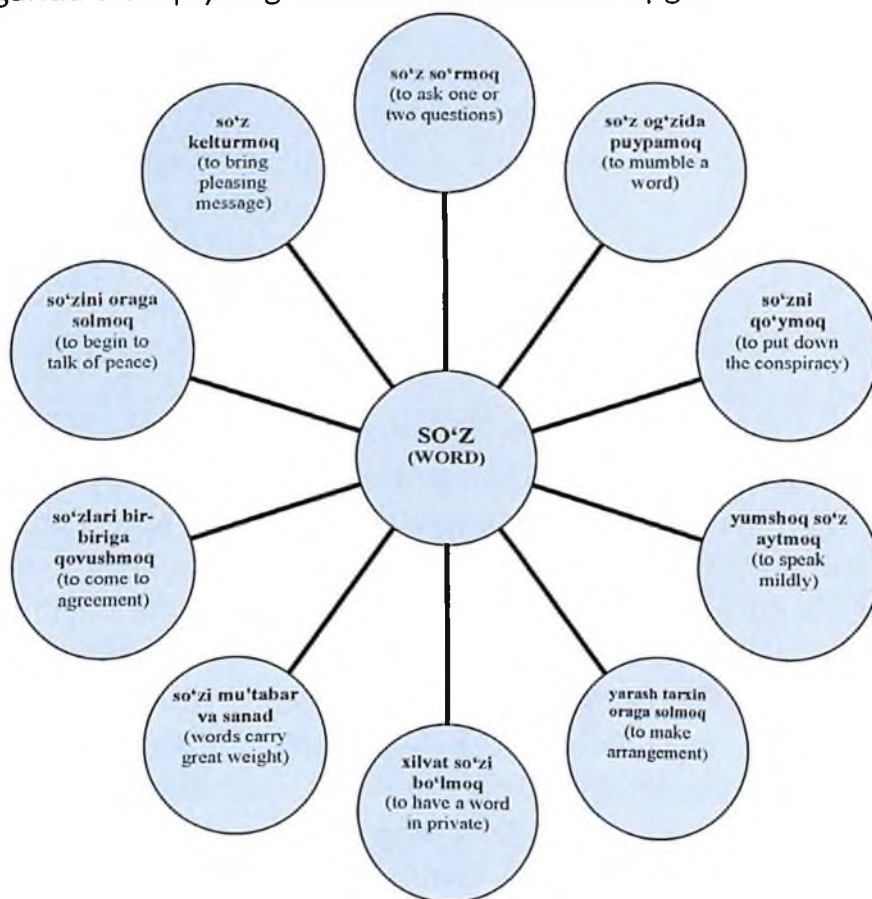 so‘z so‘rmoq
(to ask one or
two questions)
so‘z og‘zida
puypamoq
(to mumble a
word)
so‘zni
qo‘ymoq
(to put down
the conspiracy)
yumshoq so‘z
aytmoq
(to speak
mildly)
yarash tarxin
oraga solmoq
(to make
arrangement)
xilvat so‘zi
bo‘lmoq
(to have a word
in private)
so‘zi mu'tabar
va sanad
(words carry
great weight)
so‘zlari bir-
biriga
qovushmoq
(to come to
agreement)
so‘zini oraga
solmoq
(to begin to
talk of peace)
so‘z
kelturmoq
(to bring
pleasing
message)
SO‘Z
(WORD)